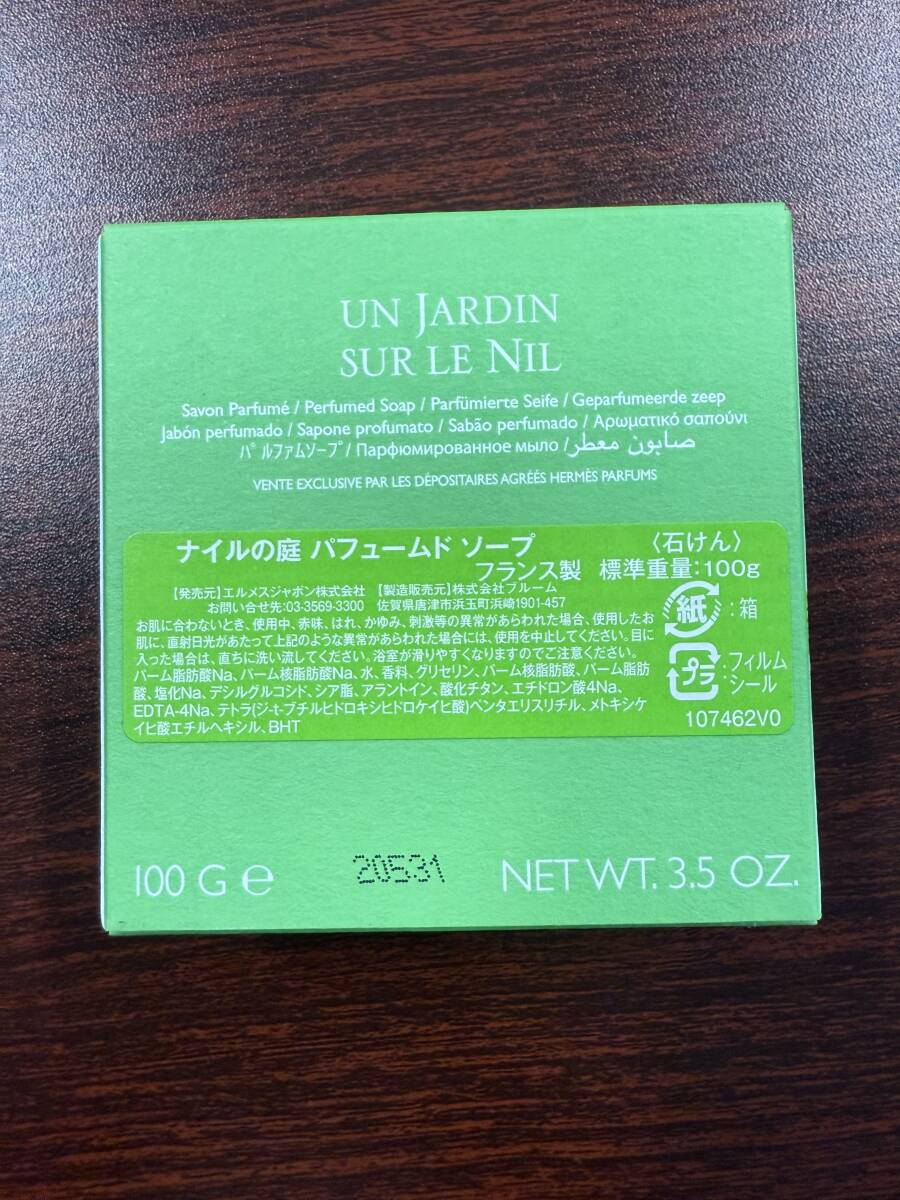 UN JARDIN
SUR LE NIL
Savon Parfumé / Perfumed Soap / Parfümierte Seife / Geparfumeerde zeep
Jabón perfumado / Sapone profumato / Sabão perfumado / Αρωματικό σαπούνι
パルファムソープ / Парфюмированное мыло / صابون معطر
VENTE EXCLUSIVE PAR LES DÉPOSITAIRES AGRÉÉS HERMÈS PARFUMS
ナイルの庭 パフュームド ソープ 〈石けん〉
フランス製 標準重量:100g
【発売元】エルメスジャポン株式会社 【製造販売元】株式会社プルーム
お問い合せ先:03-3569-3300 佐賀県唐津市浜玉町浜崎1901-457
お肌に合わないとき、使用中、赤味、はれ、かゆみ、刺激等の異常があらわれた場合、使用したお
肌に、直射日光があたって上記のような異常があらわれた場合には、使用を中止してください。目に
入った場合は、直ちに洗い流してください。浴室が滑りやすくなりますのでご注意ください。
パーム脂肪酸Na、パーム核脂肪酸Na、水、香料、グリセリン、パーム核脂肪酸、パーム脂肪
酸、塩化Na、デシルグルコシド、シア脂、アラントイン、酸化チタン、エチドロン酸4Na、
EDTA-4Na、テトラ(ジ-t-ブチルヒドロキシヒドロケイヒ酸)ペンタエリスリチル、メトキシケ
イヒ酸エチルヘキシル、BHT
紙 :箱
プラ :フィルム
:シール
107462V0
100 G e 20531 NET WT. 3.5 OZ.